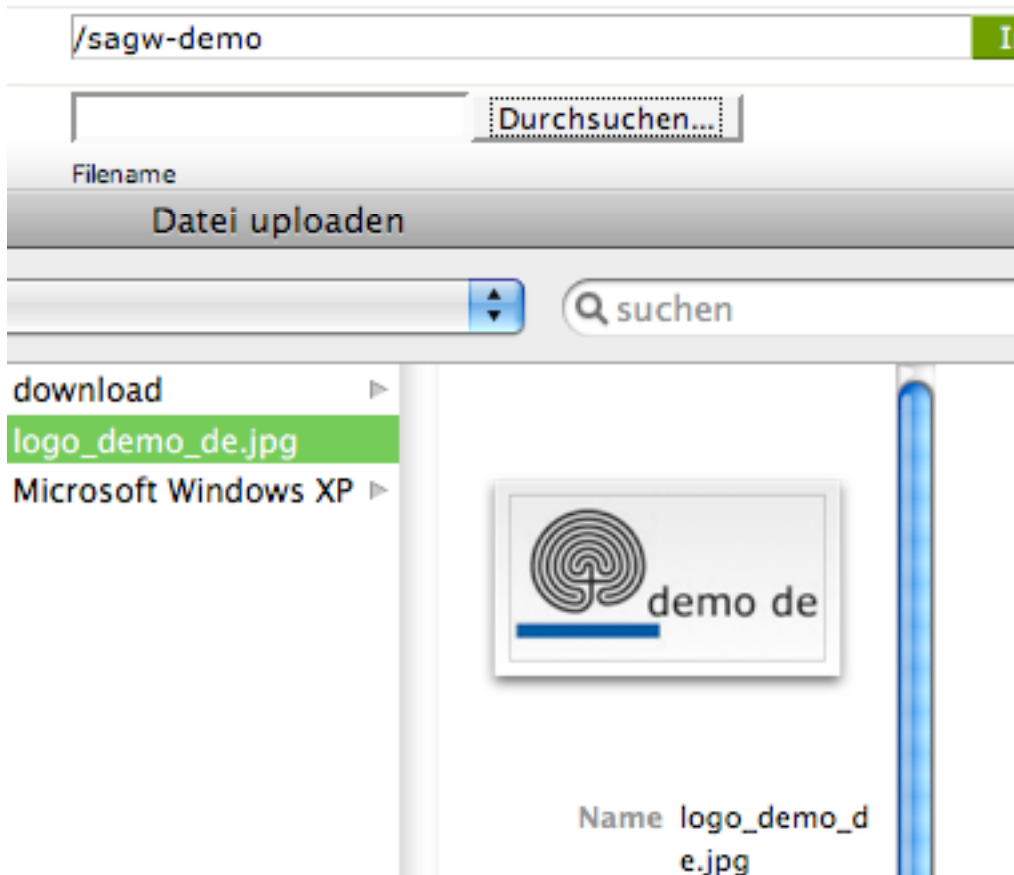 /sagw-demo
Durchsuchen...
Filename
Datei uploaden
suchen
download
logo_demo_de.jpg
Microsoft Windows XP
demo de
Name logo_demo_d
e.jpg